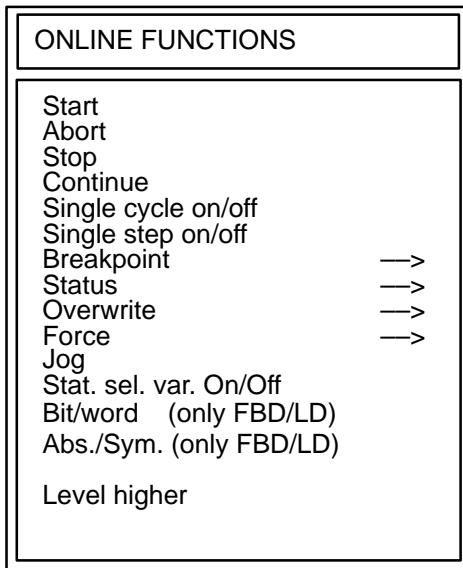 ONLINE FUNCTIONS
Start
Abort
Stop
Continue
Single cycle on/off
Single step on/off
Breakpoint —>
Status —>
Overwrite —>
Force —>
Jog
Stat. sel. var. On/Off
Bit/word (only FBD/LD)
Abs./Sym. (only FBD/LD)
Level higher